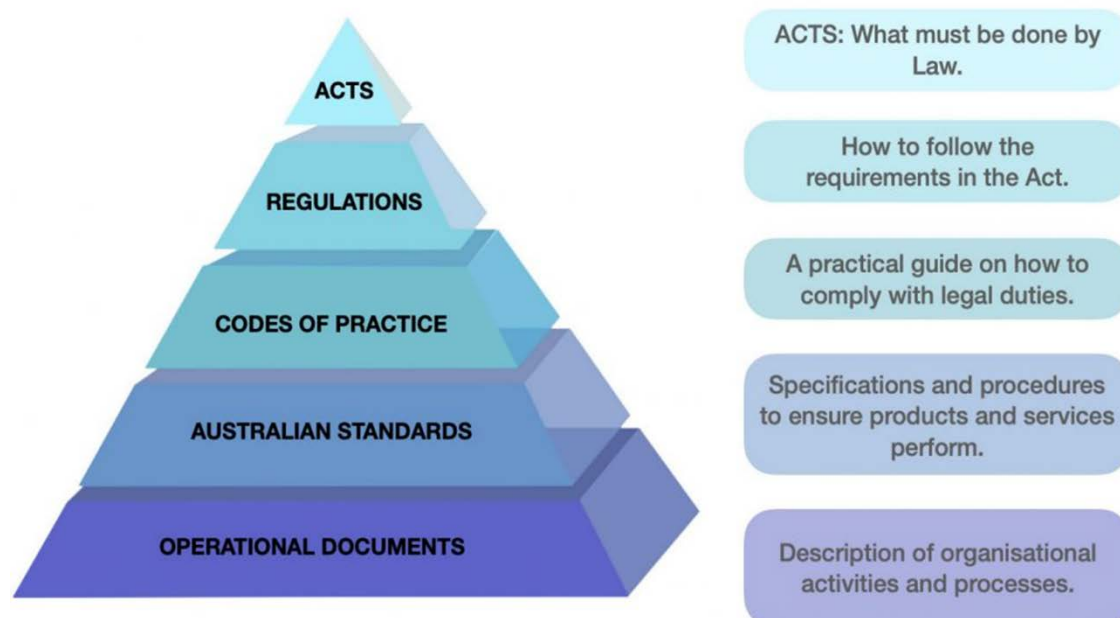 ACTS
ACTS: What must be done by
Law.
REGULATIONS
How to follow the
requirements in the Act.
CODES OF PRACTICE
A practical guide on how to
comply with legal duties.
AUSTRALIAN STANDARDS
Specifications and procedures
to ensure products and services
perform.
OPERATIONAL DOCUMENTS
Description of organisational
activities and processes.